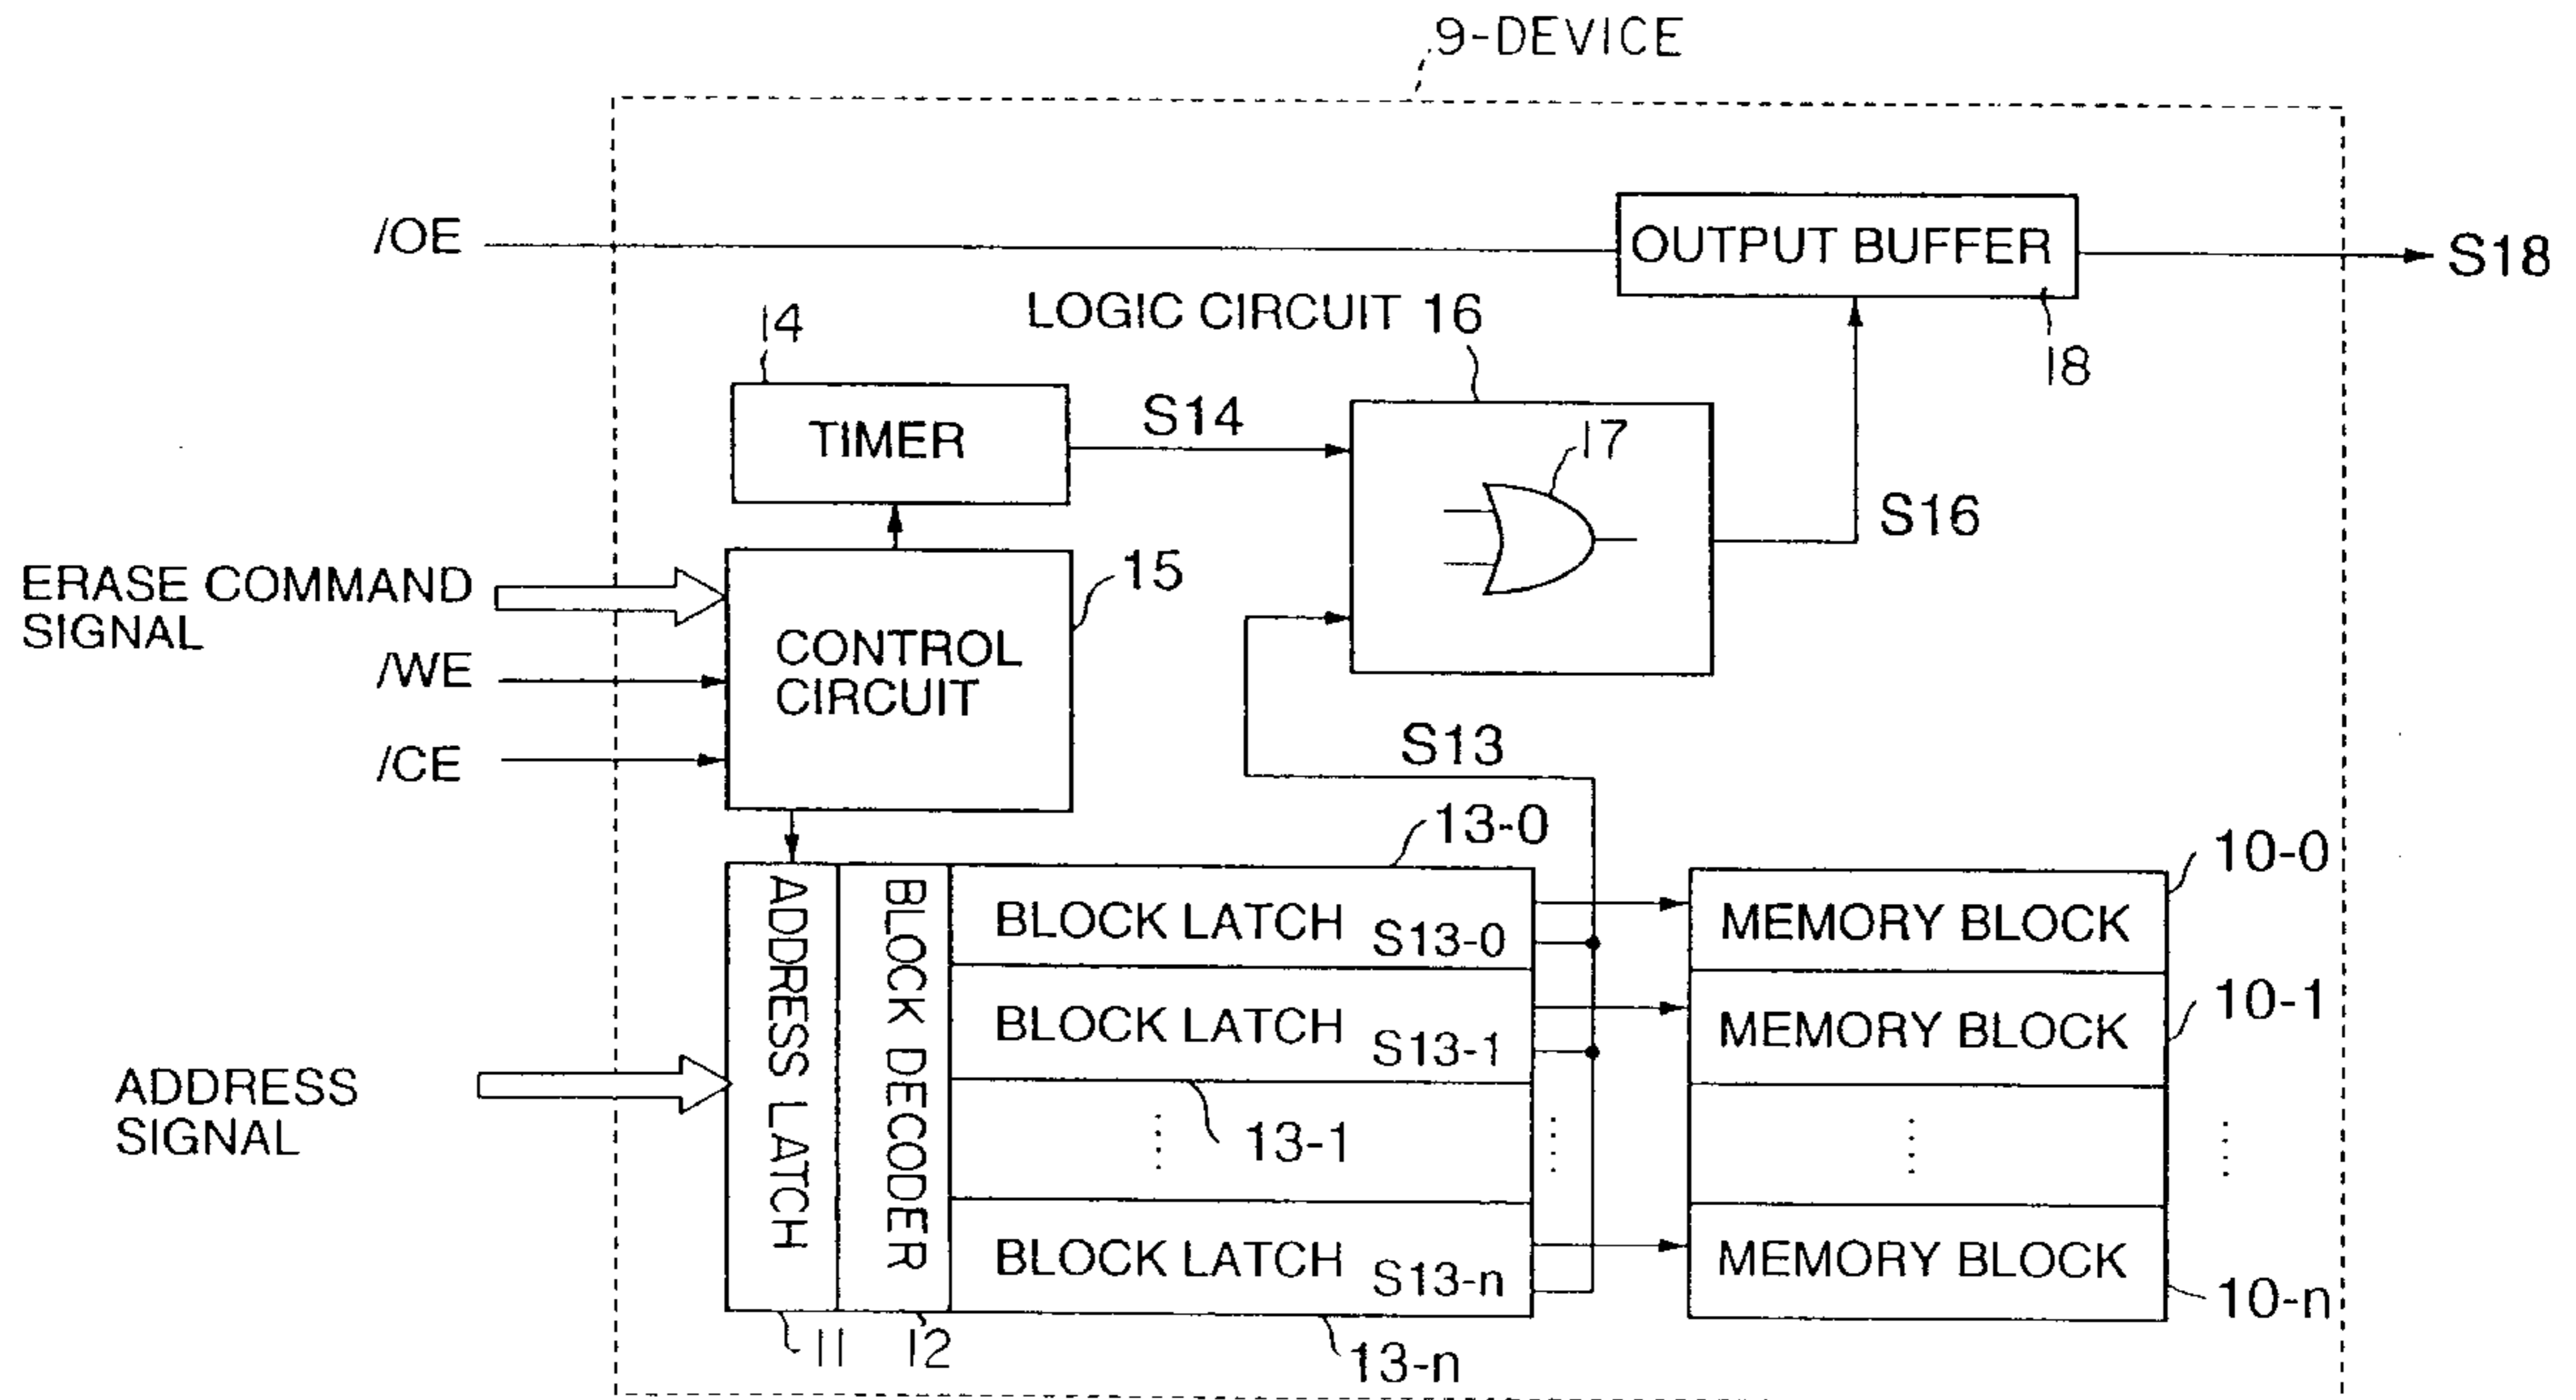 9-DEVICE
/OE
OUTPUT BUFFER
S18
LOGIC CIRCUIT 16
14
18
TIMER
S14
17
S16
ERASE COMMAND
SIGNAL
15
/WE
CONTROL
CIRCUIT
/CE
S13
13-0
10-0
ADDRESS LATCH
BLOCK DECODER
BLOCK LATCH S13-0
MEMORY BLOCK
10-1
BLOCK LATCH S13-1
MEMORY BLOCK
ADDRESS
SIGNAL
13-1
BLOCK LATCH S13-n
MEMORY BLOCK
10-n
11
12
13-n